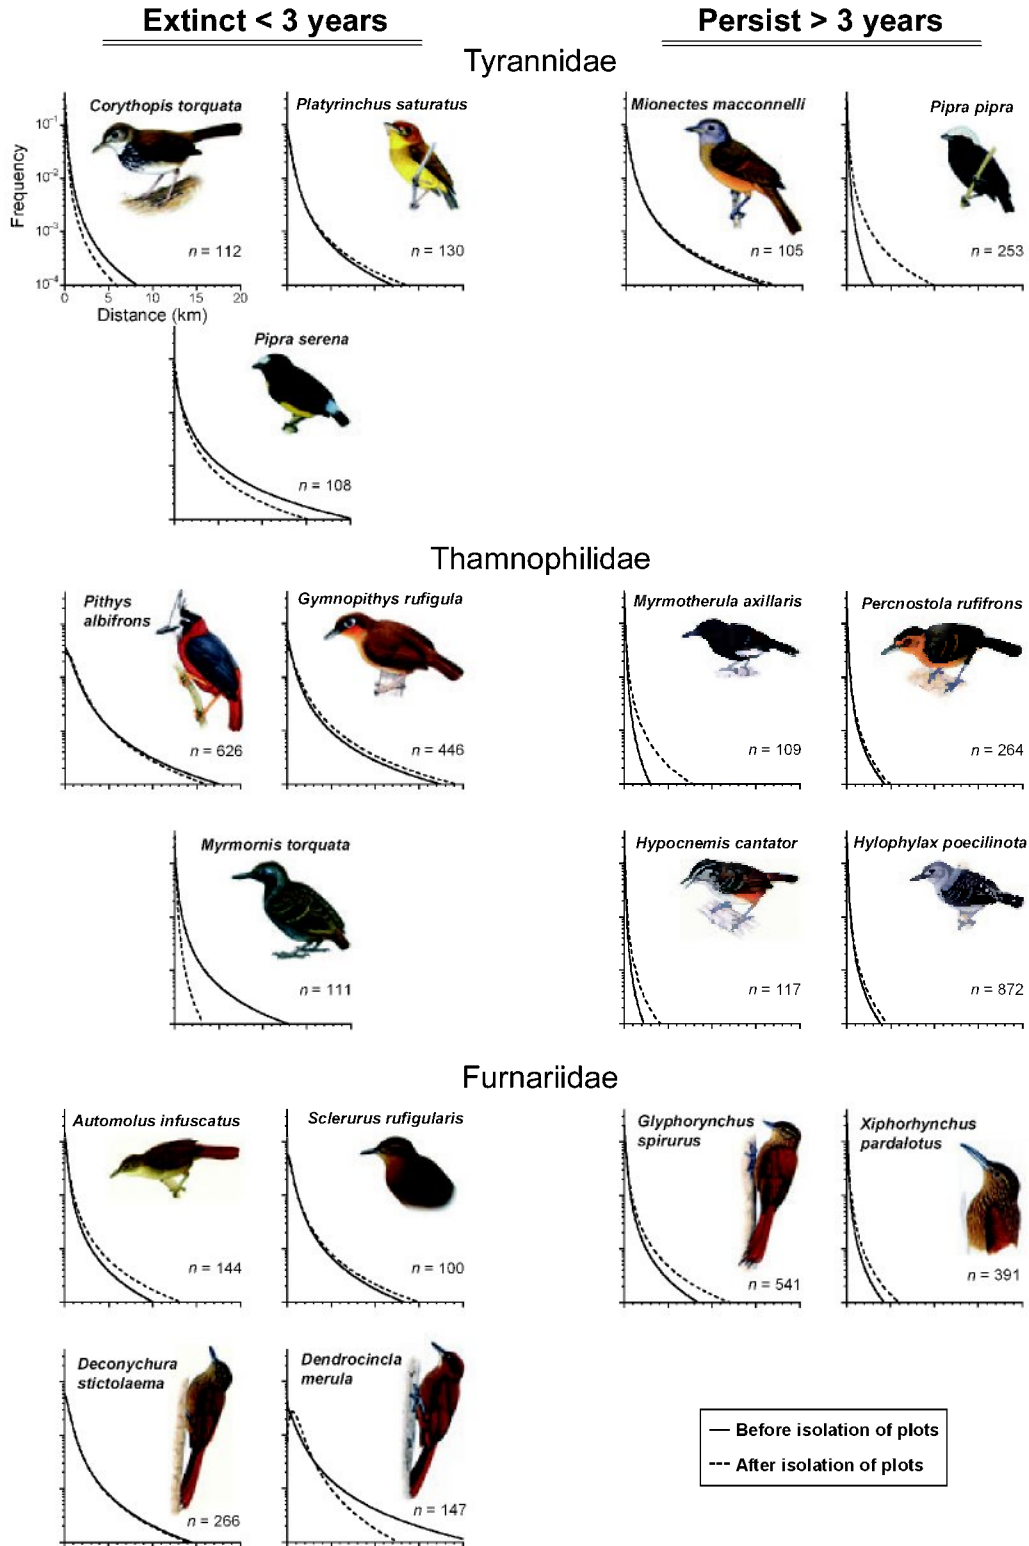 Extinct < 3 years
Persist > 3 years
Tyrannidae
Corythopis torquata
Platyrinchus saturatus
Mionectes macconnelli
Pipra pipra
Frequency
10⁻¹
10⁻²
10⁻³
10⁻⁴
n = 112
n = 130
n = 105
n = 253
0 5 10 15 20
Distance (km)
Pipra serena
n = 108
Thamnophilidae
Pithys
albifrons
Gymnopithys rufigula
Myrmotherula axillaris
Percnostola rufifrons
n = 626
n = 446
n = 109
n = 264
Myrmornis torquata
Hypocnemis cantator
Hylophylax poecilinota
n = 111
n = 117
n = 872
Furnariidae
Automolus infuscatus
Sclerurus rufigularis
Glyphorynchus
spirurus
Xiphorhynchus
pardalotus
n = 144
n = 100
n = 541
n = 391
Deconychura
stictolaema
Dendrocincla
merula
n = 266
n = 147
Before isolation of plots
After isolation of plots